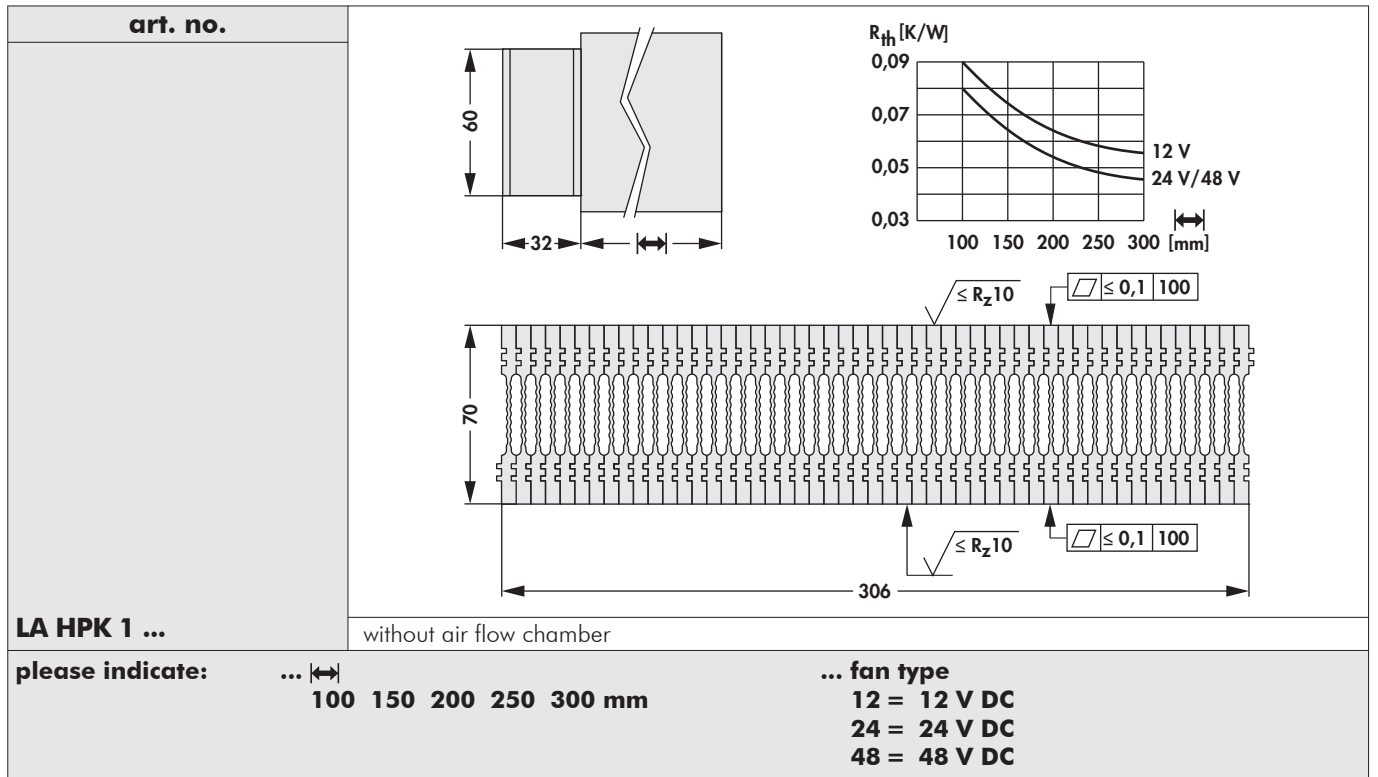 art. no.
R_th [K/W]
0,09
0,07
0,05
0,03
12 V
24 V/48 V
100 150 200 250 300 [mm]
60
32
≤ Rz10
≤ 0,1 100
70
≤ Rz10
≤ 0,1 100
306
LA HPK 1 ...
without air flow chamber
please indicate: ... ... fan type
100 150 200 250 300 mm 12 = 12 V DC
24 = 24 V DC
48 = 48 V DC